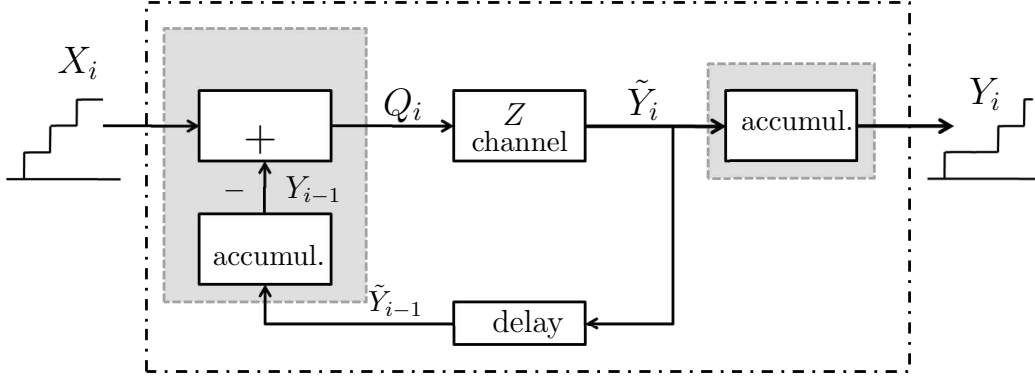 X_i
+
−
Y_{i−1}
accumul.
Q_i
Z
channel
Ỹ_i
accumul.
Y_i
Ỹ_{i−1}
delay